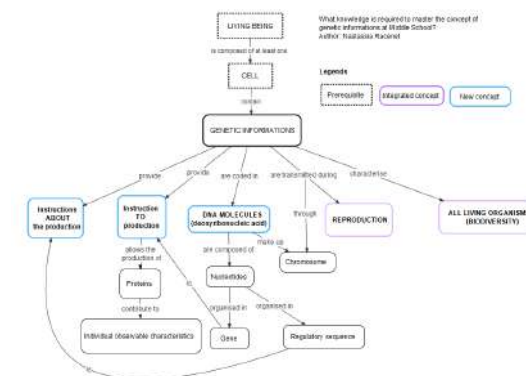 LIVING BEING
What knowledge is required to master the concept of
genetic informations at Middle School?
is composed of at least one
CELL
Legends
Prerequisite
Integrated concept
New concept
contain
GENETIC INFORMATIONS
provide
provide
are coded in
are transmitted during
characterise
Instructions
ABOUT
the production
Instruction
TO
production
DNA MOLECULES
(deoxyribonucleic acid)
through
REPRODUCTION
ALL LIVING ORGANISM
(BIODIVERSITY)
allows the
production of
are composed of
make up
Chromosome
Proteins
Nucleotides
is
contribute to
organised in
organised in
Individual observable characteristics
Gene
Regulatory sequence
is